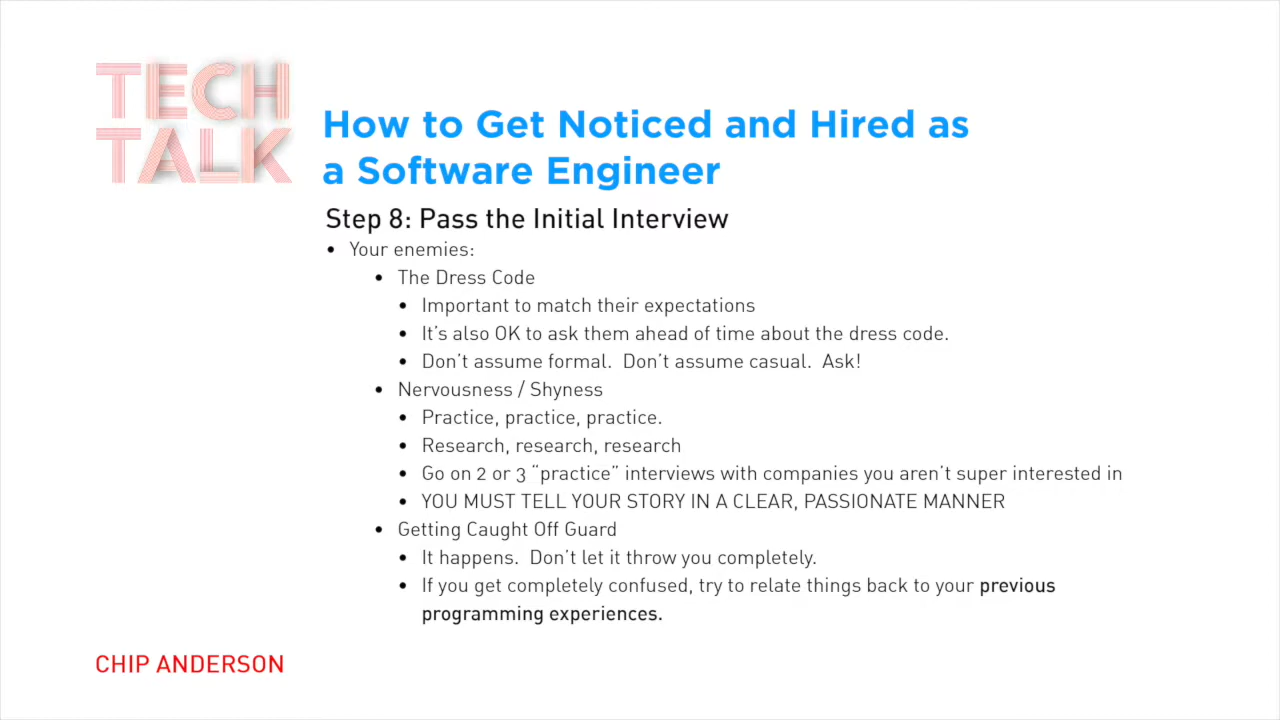 TECH
TALK
How to Get Noticed and Hired as
a Software Engineer
Step 8: Pass the Initial Interview
• Your enemies:
• The Dress Code
• Important to match their expectations
• It's also OK to ask them ahead of time about the dress code.
• Don't assume formal.  Don't assume casual.  Ask!
• Nervousness / Shyness
• Practice, practice, practice.
• Research, research, research
• Go on 2 or 3 “practice” interviews with companies you aren't super interested in
• YOU MUST TELL YOUR STORY IN A CLEAR, PASSIONATE MANNER
• Getting Caught Off Guard
• It happens.  Don't let it throw you completely.
• If you get completely confused, try to relate things back to your previous
programming experiences.
CHIP ANDERSON